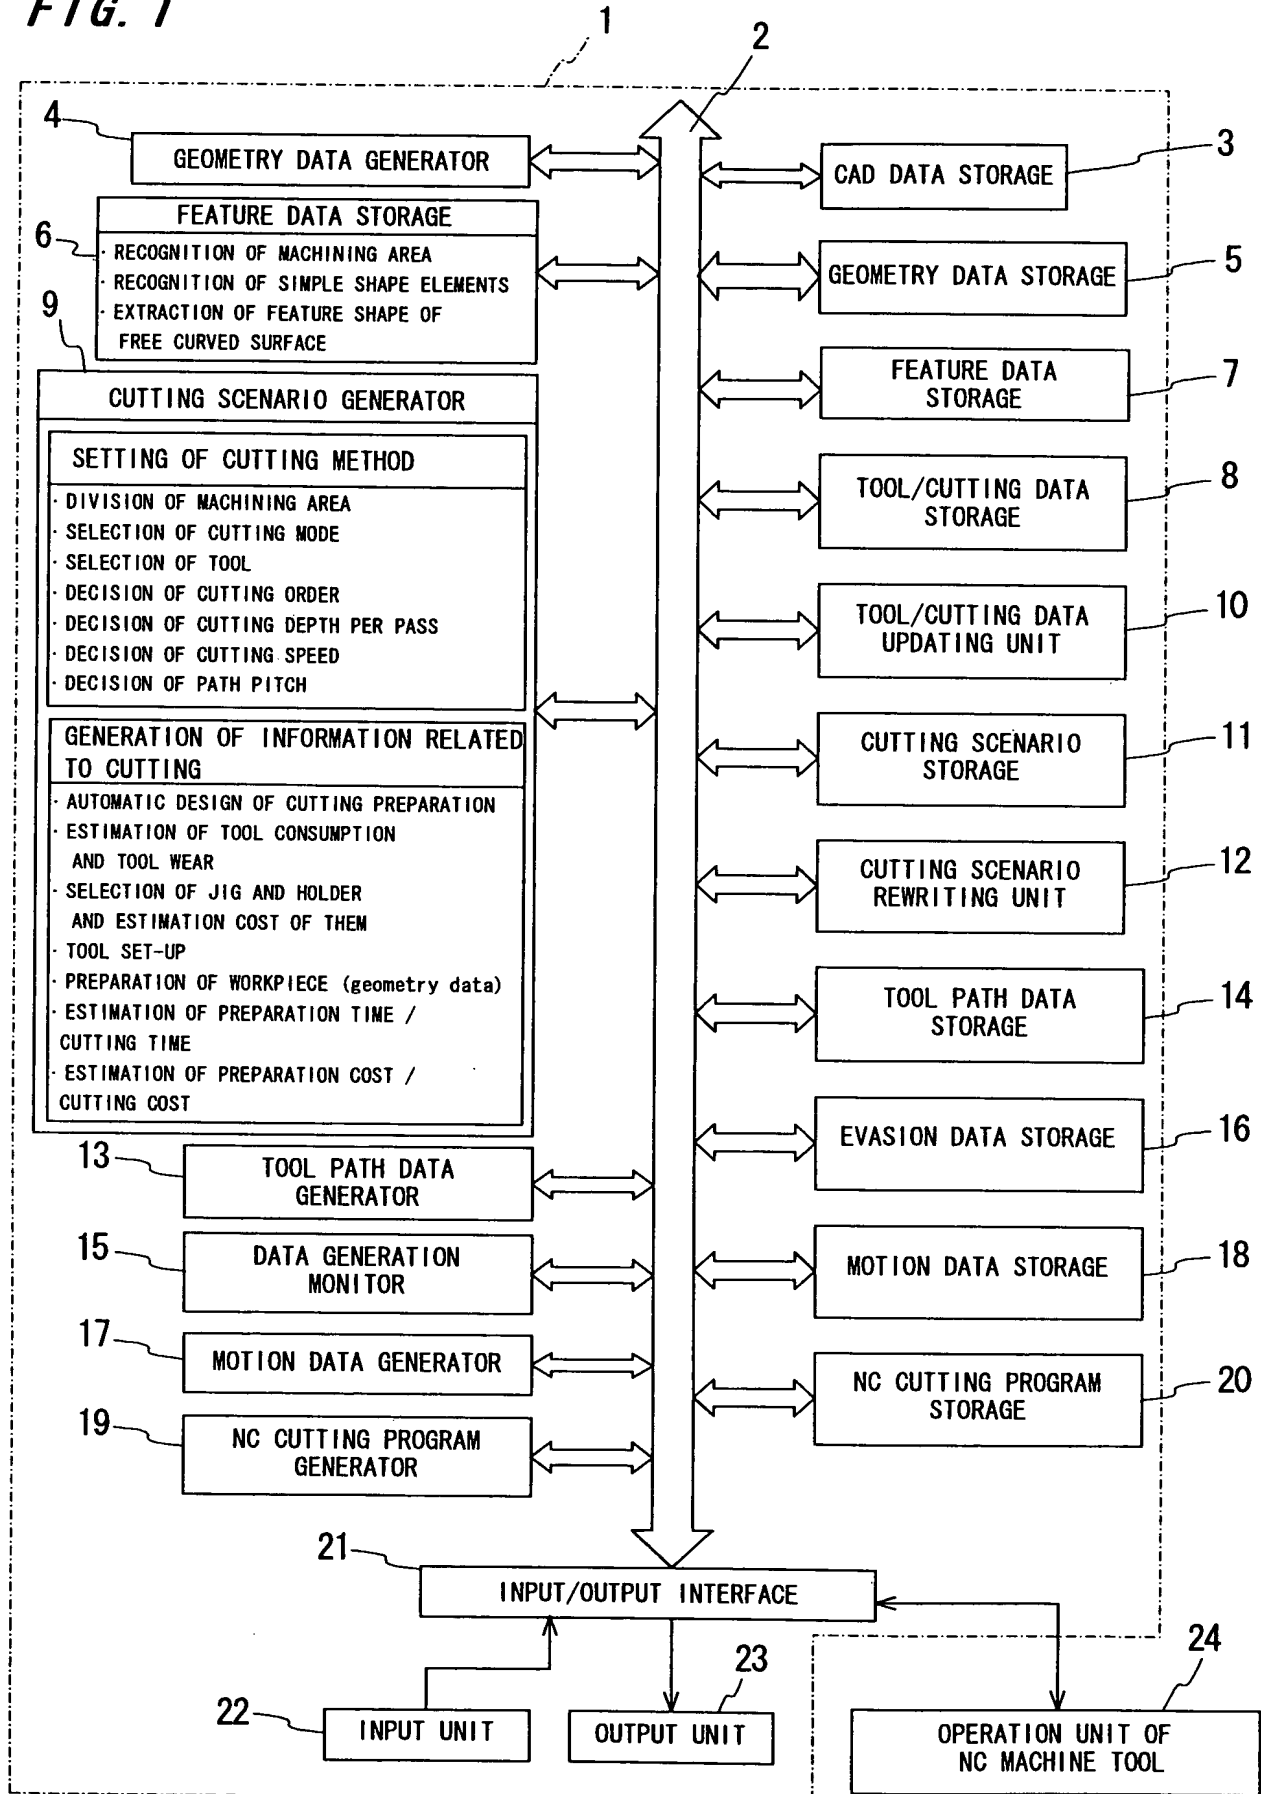 FIG. 1
1
2
4
GEOMETRY DATA GENERATOR
3
CAD DATA STORAGE
FEATURE DATA STORAGE
6
· RECOGNITION OF MACHINING AREA
· RECOGNITION OF SIMPLE SHAPE ELEMENTS
· EXTRACTION OF FEATURE SHAPE OF
FREE CURVED SURFACE
5
GEOMETRY DATA STORAGE
9
CUTTING SCENARIO GENERATOR
SETTING OF CUTTING METHOD
· DIVISION OF MACHINING AREA
· SELECTION OF CUTTING MODE
· SELECTION OF TOOL
· DECISION OF CUTTING ORDER
· DECISION OF CUTTING DEPTH PER PASS
· DECISION OF CUTTING SPEED
· DECISION OF PATH PITCH
GENERATION OF INFORMATION RELATED
TO CUTTING
· AUTOMATIC DESIGN OF CUTTING PREPARATION
· ESTIMATION OF TOOL CONSUMPTION
AND TOOL WEAR
· SELECTION OF JIG AND HOLDER
AND ESTIMATION COST OF THEM
· TOOL SET-UP
· PREPARATION OF WORKPIECE (geometry data)
· ESTIMATION OF PREPARATION TIME /
CUTTING TIME
· ESTIMATION OF PREPARATION COST /
CUTTING COST
FEATURE DATA
STORAGE
7
TOOL/CUTTING DATA
STORAGE
8
TOOL/CUTTING DATA
UPDATING UNIT
10
CUTTING SCENARIO
STORAGE
11
CUTTING SCENARIO
REWRITING UNIT
12
TOOL PATH DATA
STORAGE
14
EVASION DATA STORAGE
16
13
TOOL PATH DATA
GENERATOR
15
DATA GENERATION
MONITOR
MOTION DATA STORAGE
18
17
MOTION DATA GENERATOR
NC CUTTING PROGRAM
STORAGE
20
19
NC CUTTING PROGRAM
GENERATOR
21
INPUT/OUTPUT INTERFACE
22
INPUT UNIT
23
OUTPUT UNIT
24
OPERATION UNIT OF
NC MACHINE TOOL